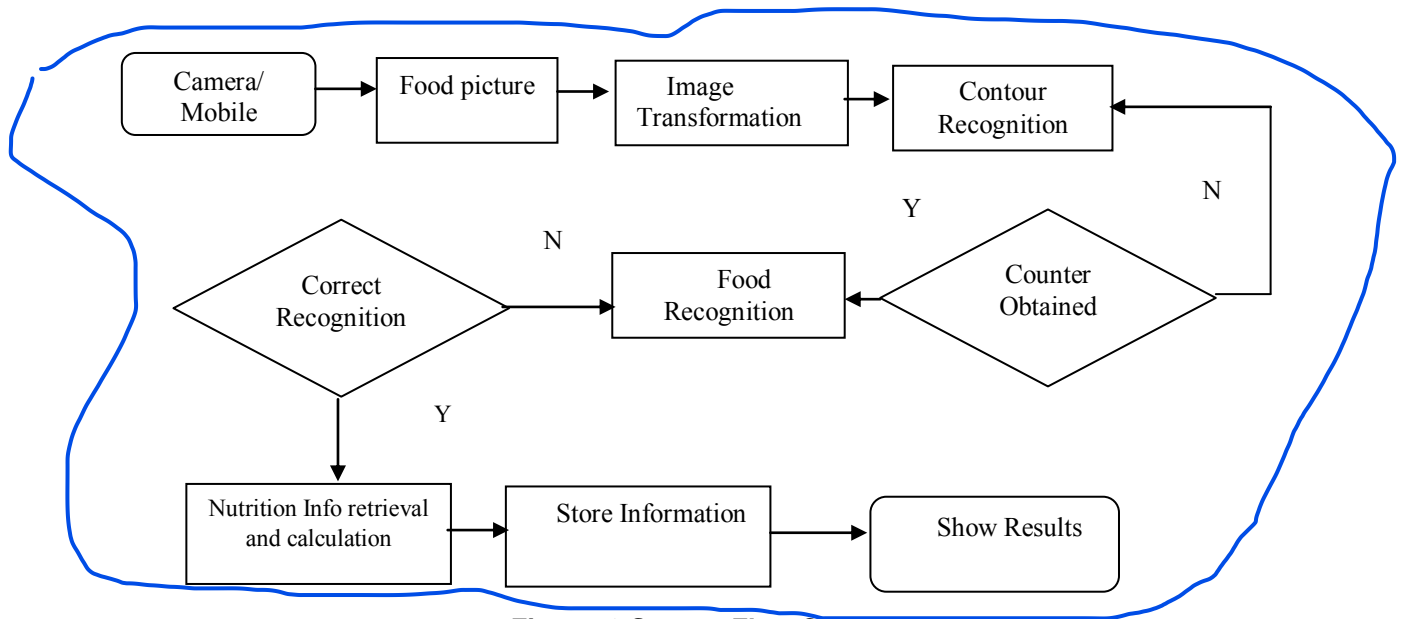 Camera/
Mobile
Food picture
Image
Transformation
Contour
Recognition
N
Y
N
Correct
Recognition
Food
Recognition
Counter
Obtained
Y
Nutrition Info retrieval
and calculation
Store Information
Show Results